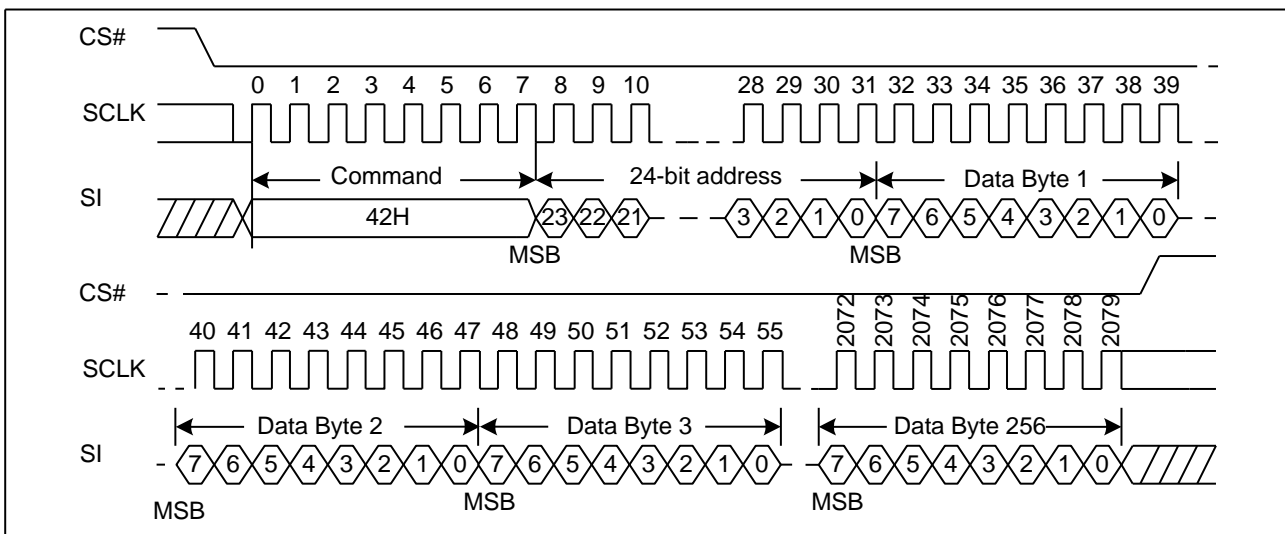 CS#
0 1 2 3 4 5 6 7 8 9 10 28 29 30 31 32 33 34 35 36 37 38 39
SCLK
Command 24-bit address Data Byte 1
SI
42H 23 22 21 3 2 1 0 7 6 5 4 3 2 1 0
MSB MSB
CS#
40 41 42 43 44 45 46 47 48 49 50 51 52 53 54 55 2072 2073 2074 2075 2076 2077 2078 2079
SCLK
Data Byte 2 Data Byte 3 Data Byte 256
SI
7 6 5 4 3 2 1 0 7 6 5 4 3 2 1 0 7 6 5 4 3 2 1 0
MSB MSB MSB